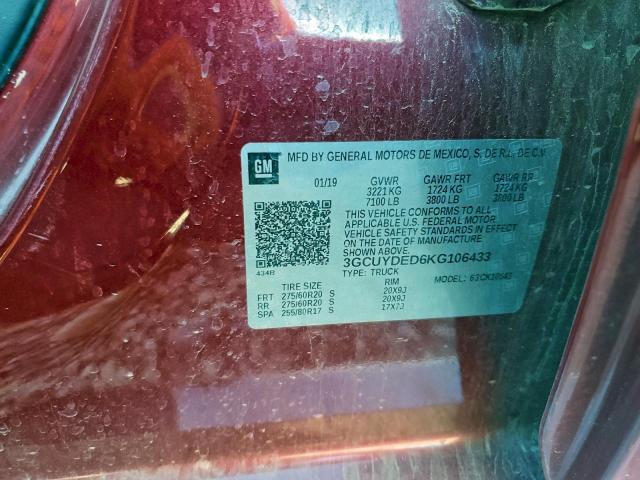 GM MFD BY GENERAL MOTORS DE MEXICO, S. DE R.L. DE C.V.
01/19 GVWR GAWR FRT GAWR RR
3221 KG 1724 KG 1724 KG
7100 LB 3800 LB 3800 LB
THIS VEHICLE CONFORMS TO ALL
APPLICABLE U.S. FEDERAL MOTOR
VEHICLE SAFETY STANDARDS IN EFFECT
ON THE DATE OF MANUFACTURE
SHOWN ABOVE.
3GCUYDED6KG106433
434B TYPE: TRUCK MODEL:
TIRE SIZE RIM
FRT 275/60R20 S 20X9J
RR 275/60R20 S 20X9J
SPA 255/80R17 S 17X7J